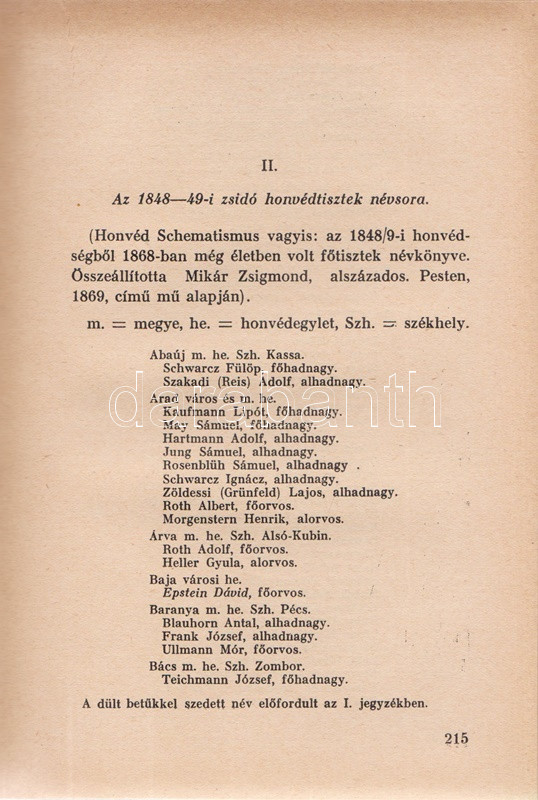 II.
Az 1848—49-i zsidó honvédtisztek névsora.
(Honvéd Schematismus vagyis: az 1848/9-i honvéd-
ségből 1868-ban még életben volt főtisztek névkönyve.
Összeállította Mikár Zsigmond, alszázados. Pesten,
1869, című mű alapján).
m. = megye, he. = honvédegylet, Szh. = székhely.
Abaúj m. he. Szh. Kassa.
Schwarcz Fülöp, főhadnagy.
Szakadi (Reis) Adolf, alhadnagy.
Arad város és m. he.
Kaufmann Lipót, főhadnagy.
May Sámuel, főhadnagy.
Hartmann Adolf, alhadnagy.
Jung Sámuel, alhadnagy.
Rosenblüh Sámuel, alhadnagy .
Schwarcz Ignácz, alhadnagy.
Zöldessi (Grünfeld) Lajos, alhadnagy.
Roth Albert, főorvos.
Morgenstern Henrik, alorvos.
Árva m. he. Szh. Alsó-Kubin.
Roth Adolf, főorvos.
Heller Gyula, alorvos.
Baja városi he.
Epstein Dávid, főorvos.
Baranya m. he. Szh. Pécs.
Blauhorn Antal, alhadnagy.
Frank József, alhadnagy.
Ullmann Mór, főorvos.
Bács m. he. Szh. Zombor.
Teichmann József, főhadnagy.
A dült betűkkel szedett név előfordult az I. jegyzékben.
215
darabanth